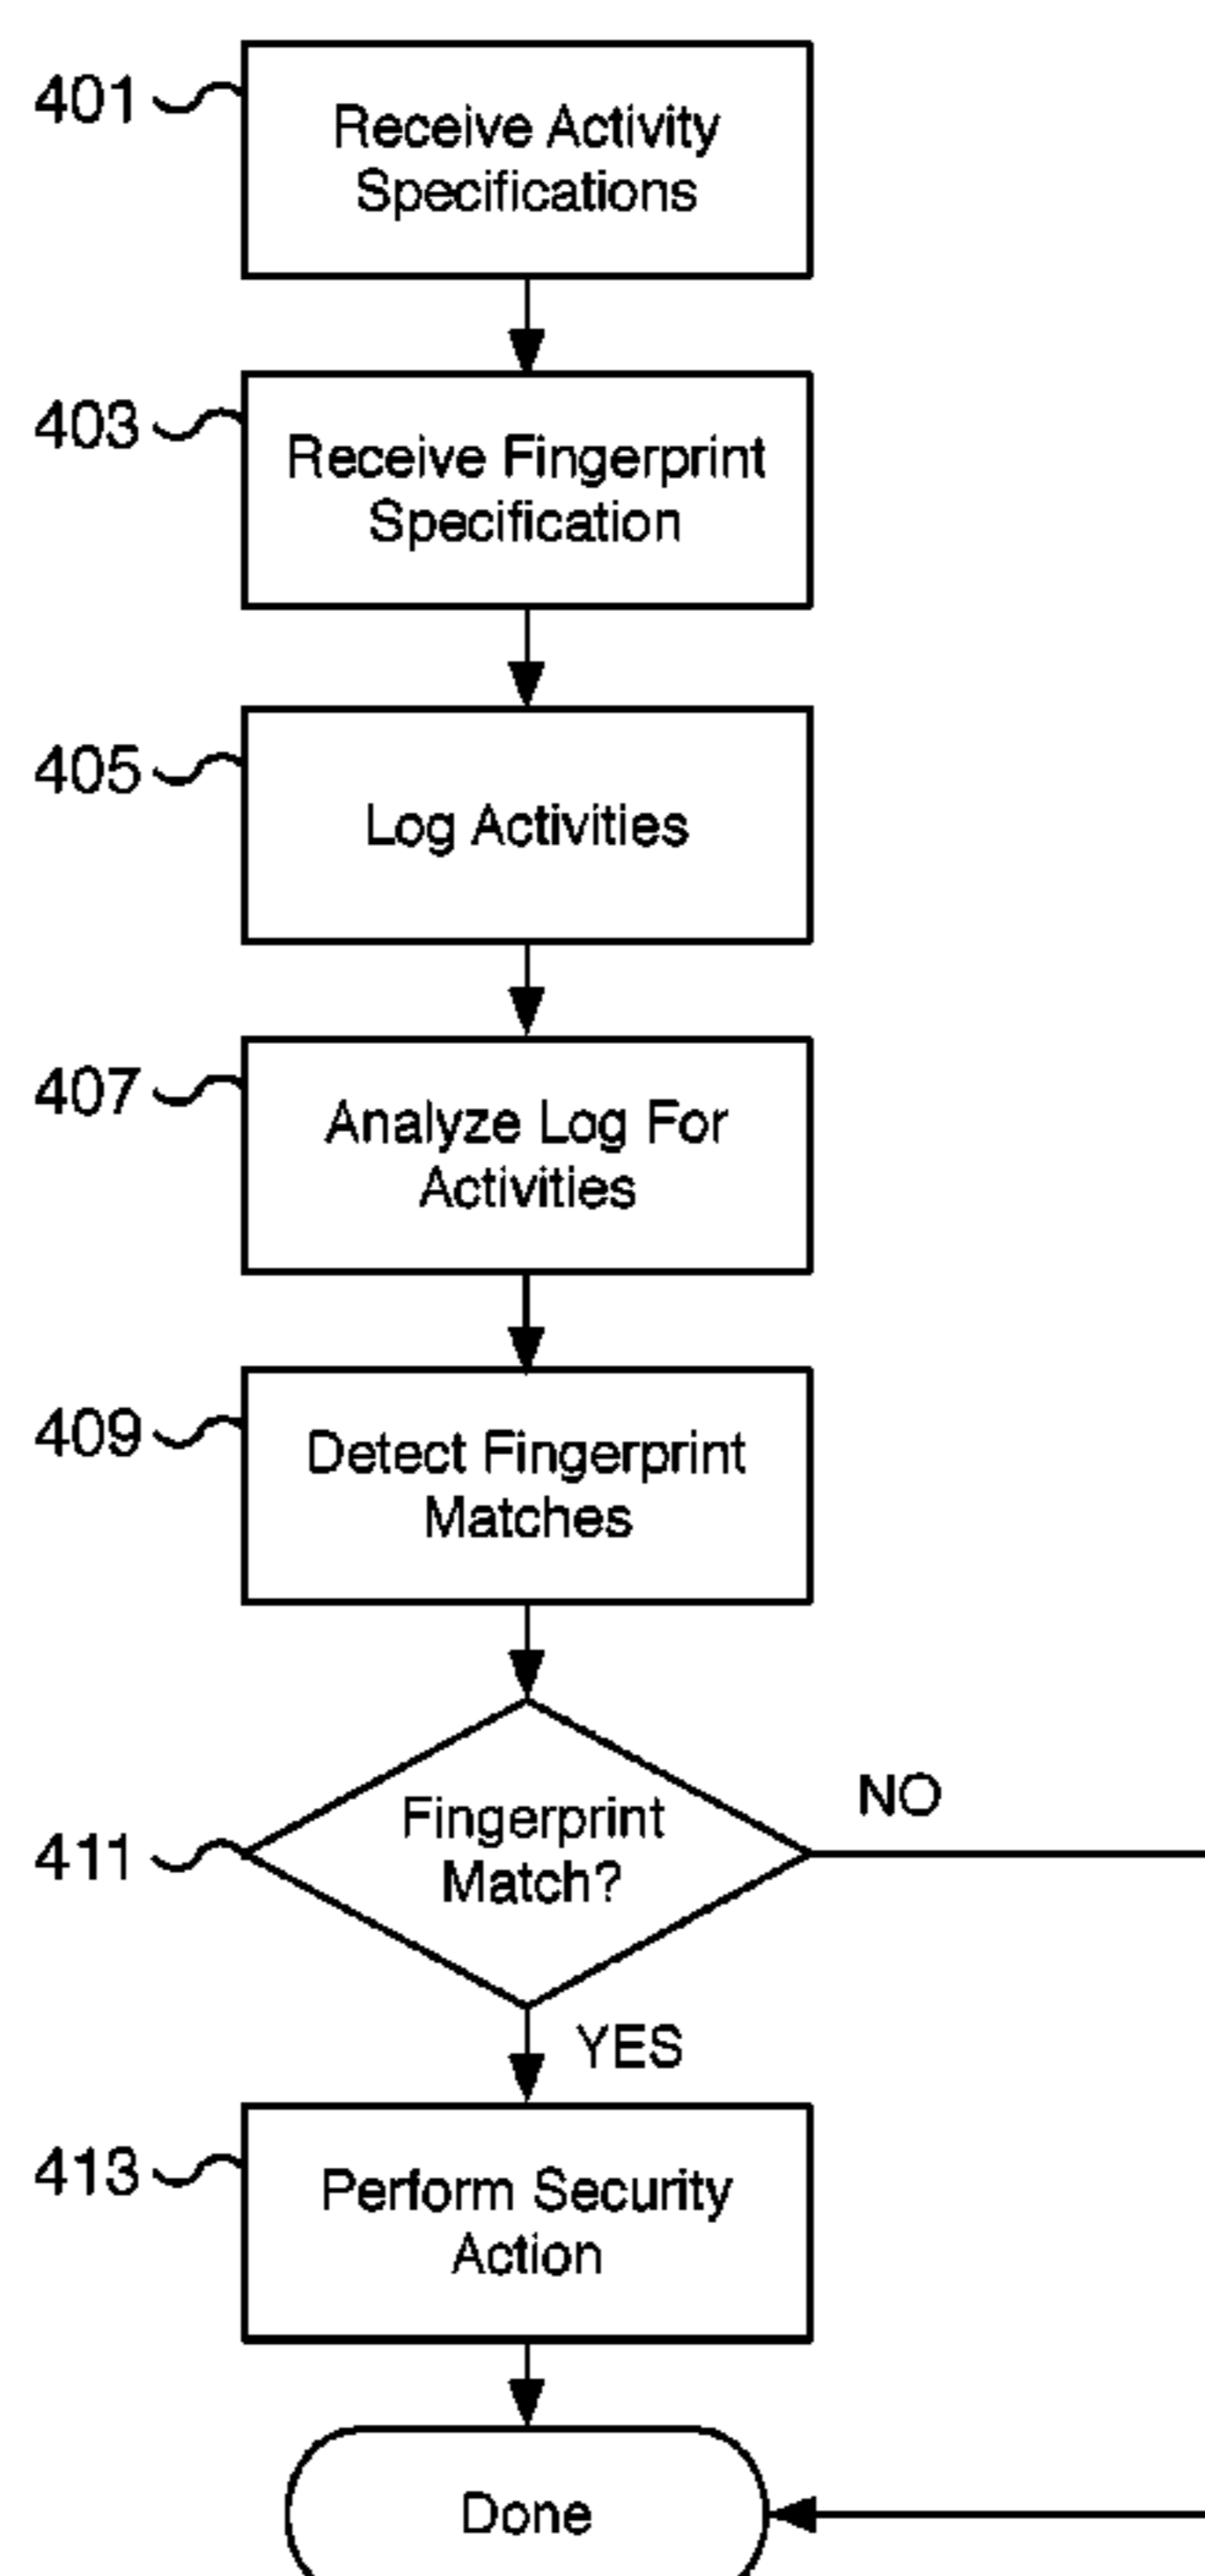 401
Receive Activity
Specifications
403
Receive Fingerprint
Specification
405
Log Activities
407
Analyze Log For
Activities
409
Detect Fingerprint
Matches
411
Fingerprint
Match?
NO
YES
413
Perform Security
Action
Done